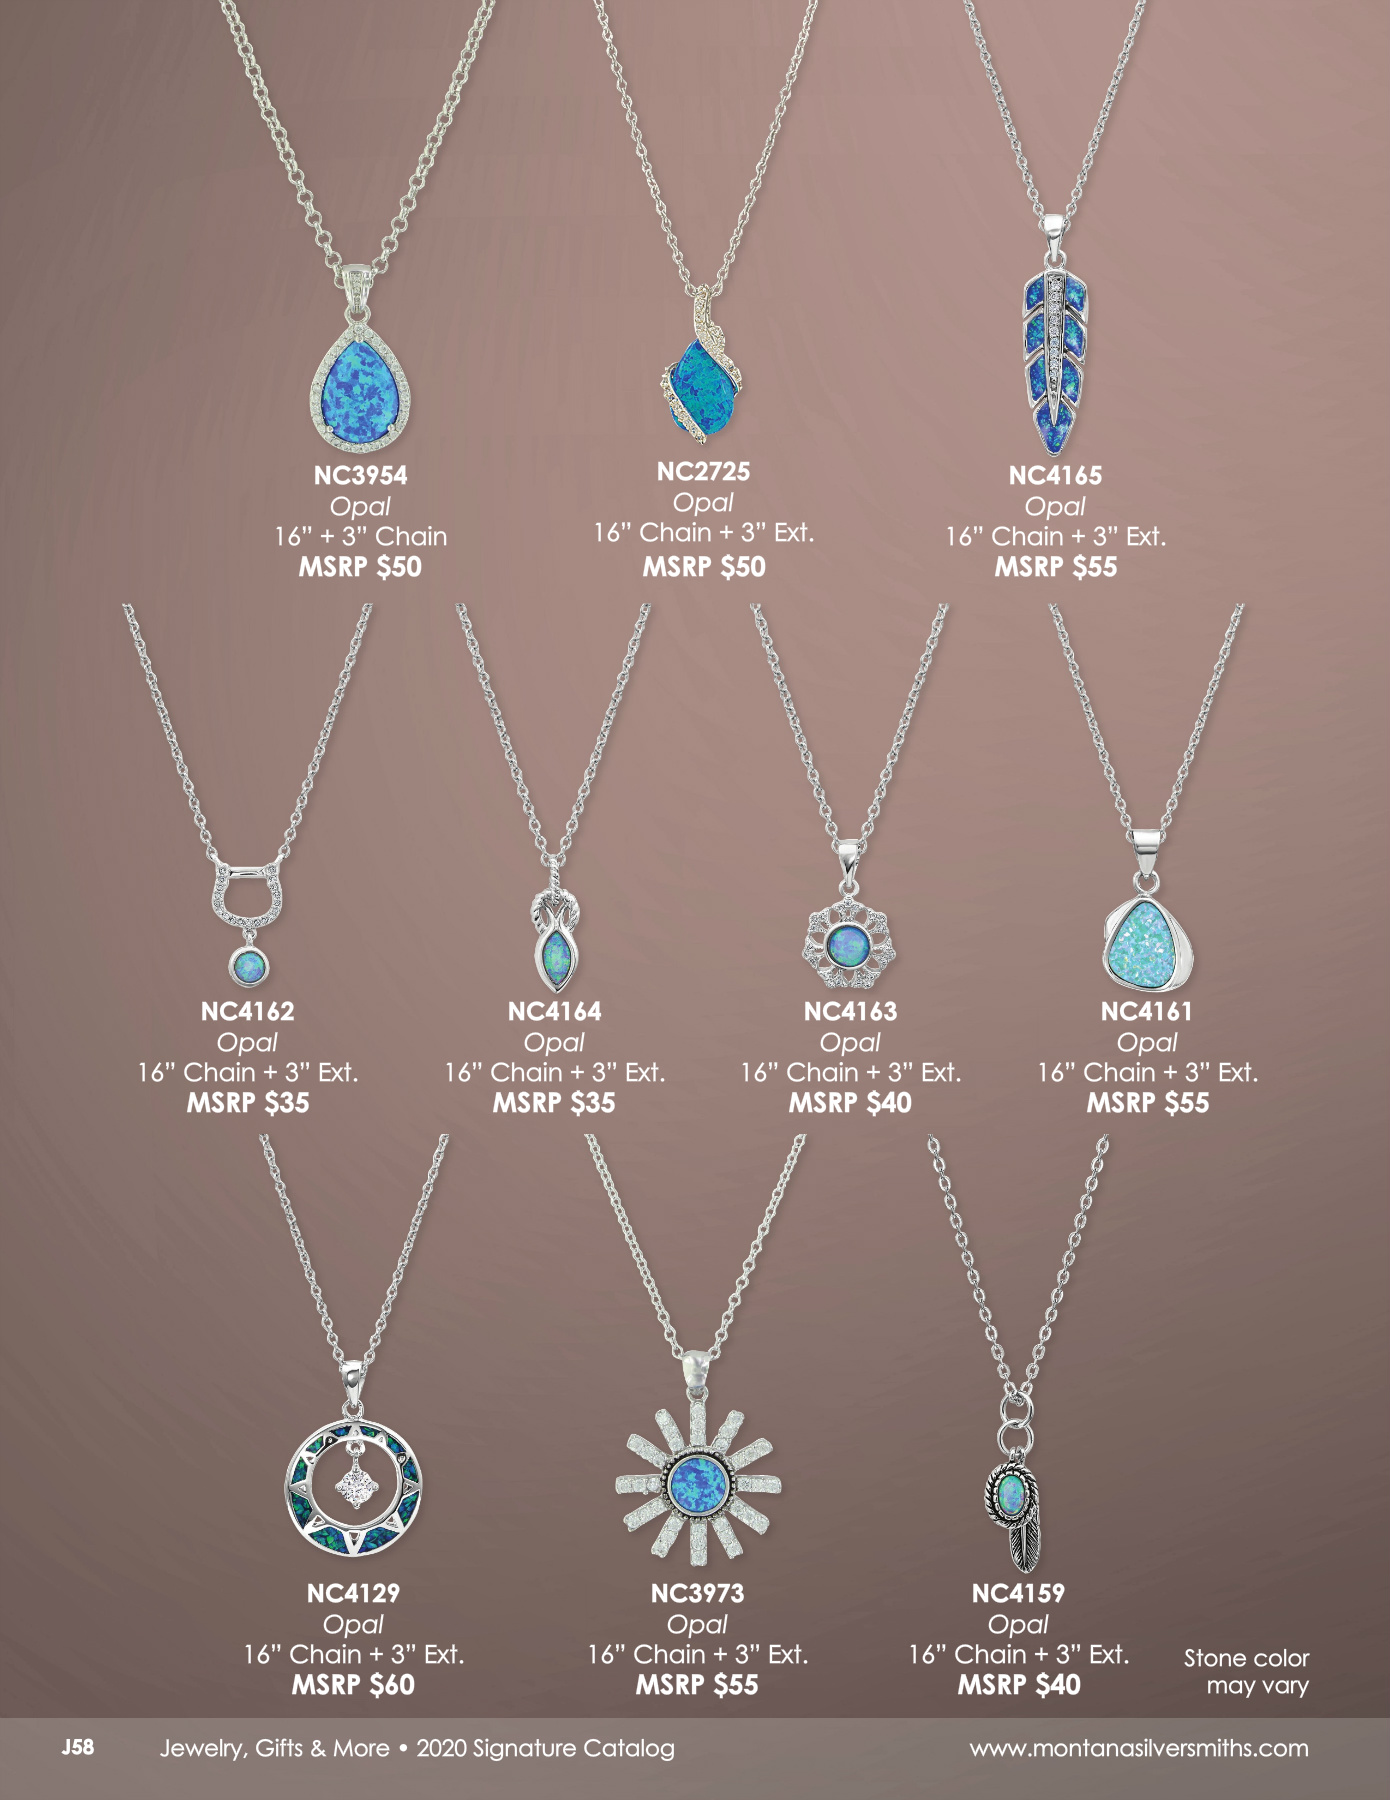 NC3954
Opal
16” + 3” Chain
MSRP $50
NC2725
Opal
16” Chain + 3” Ext.
MSRP $50
NC4165
Opal
16” Chain + 3” Ext.
MSRP $55
NC4162
Opal
16” Chain + 3” Ext.
MSRP $35
NC4164
Opal
16” Chain + 3” Ext.
MSRP $35
NC4163
Opal
16” Chain + 3” Ext.
MSRP $40
NC4161
Opal
16” Chain + 3” Ext.
MSRP $55
NC4129
Opal
16” Chain + 3” Ext.
MSRP $60
NC3973
Opal
16” Chain + 3” Ext.
MSRP $55
NC4159
Opal
16” Chain + 3” Ext.
MSRP $40
Stone color
may vary
J58 Jewelry, Gifts & More • 2020 Signature Catalog www.montanasilversmiths.com